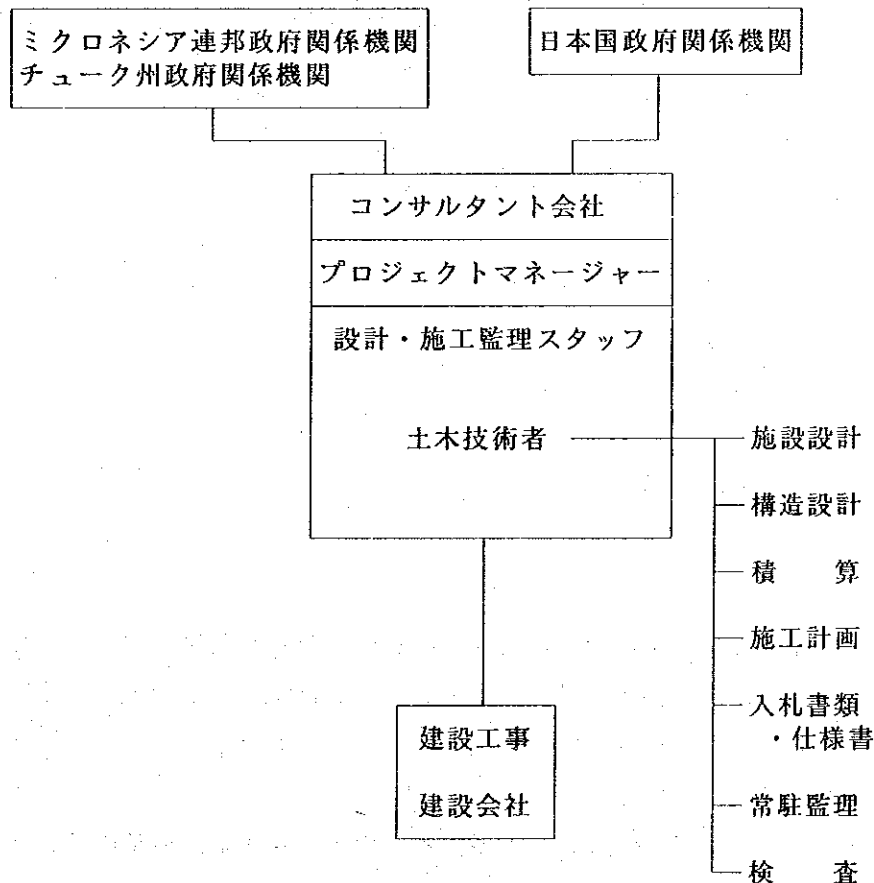 ミクロネシア連邦政府関係機関
チューク州政府関係機関
日本国政府関係機関
コンサルタント会社
プロジェクトマネージャー
設計・施工監理スタッフ
土木技術者
施設設計
構造設計
積　算
施工計画
入札書類
・仕様書
常駐監理
検　査
建設工事
建設会社